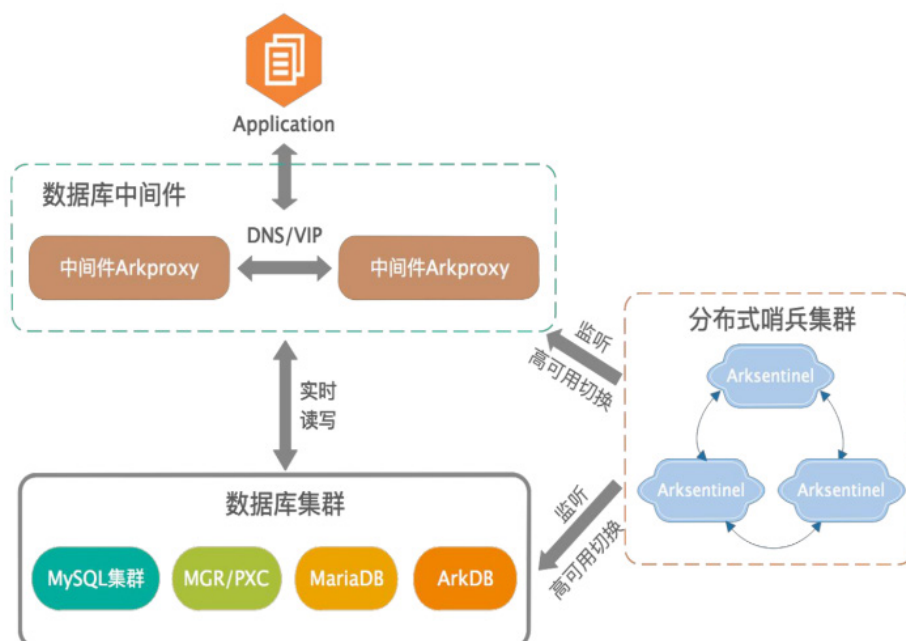 Application
数据库中间件
DNS/VIP
中间件Arkproxy
中间件Arkproxy
监听
高可用切换
分布式哨兵集群
Arksentinel
Arksentinel
Arksentinel
实时
读写
监听
高可用切换
数据库集群
MySQL集群
MGR/PXC
MariaDB
ArkDB